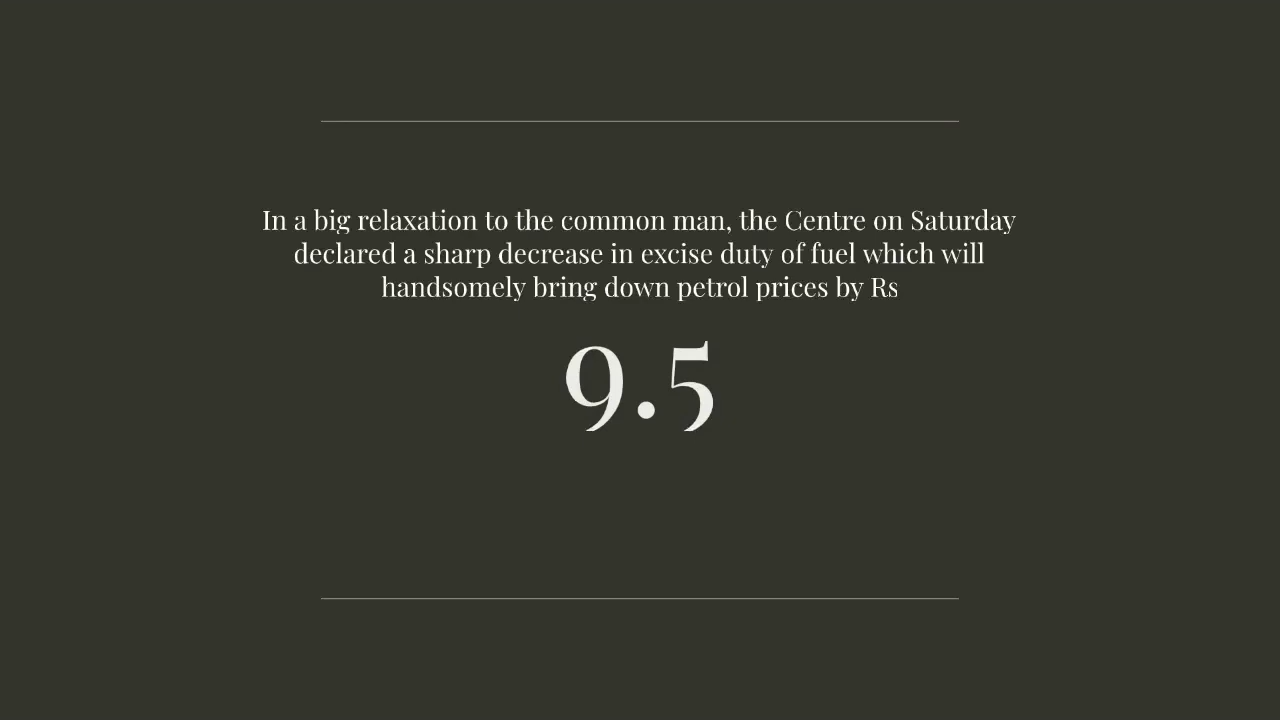 In a big relaxation to the common man, the Centre on Saturday
declared a sharp decrease in excise duty of fuel which will
handsomely bring down petrol prices by Rs
9.5